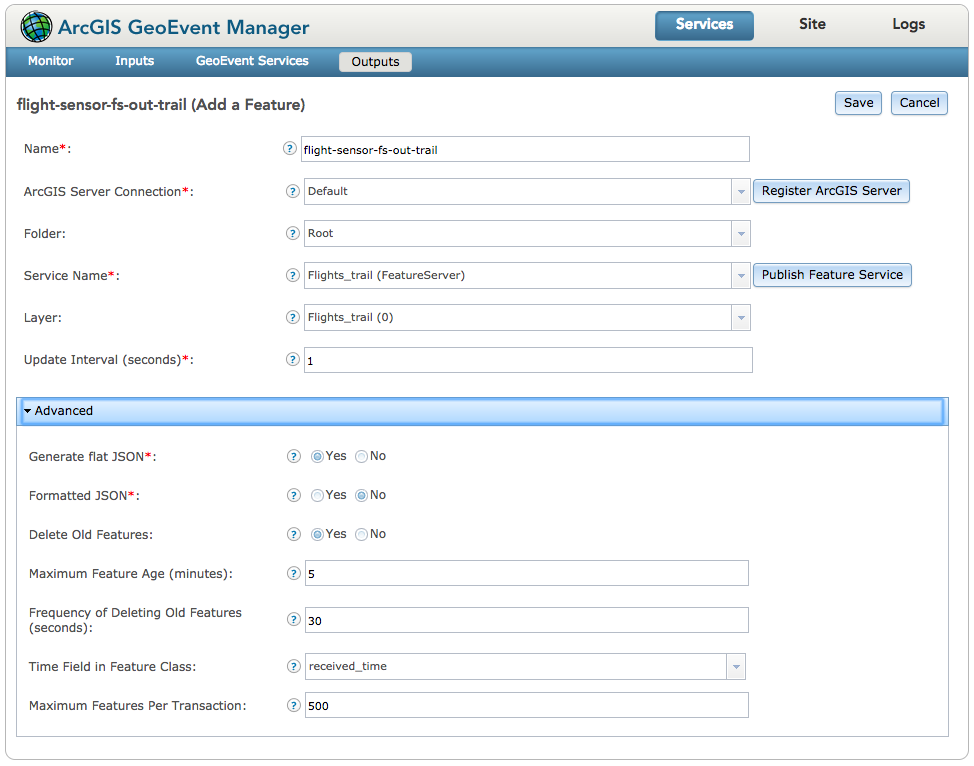 ArcGIS GeoEvent Manager
Services Site Logs
Monitor Inputs GeoEvent Services Outputs
flight-sensor-fs-out-trail (Add a Feature)
Save Cancel
Name*: ? flight-sensor-fs-out-trail
ArcGIS Server Connection*: ? Default Register ArcGIS Server
Folder: ? Root
Service Name*: ? Flights_trail (FeatureServer) Publish Feature Service
Layer: ? Flights_trail (0)
Update Interval (seconds)*: ? 1
Advanced
Generate flat JSON*: ? Yes No
Formatted JSON*: ? Yes No
Delete Old Features: ? Yes No
Maximum Feature Age (minutes): ? 5
Frequency of Deleting Old Features
(seconds): ? 30
Time Field in Feature Class: ? received_time
Maximum Features Per Transaction: ? 500